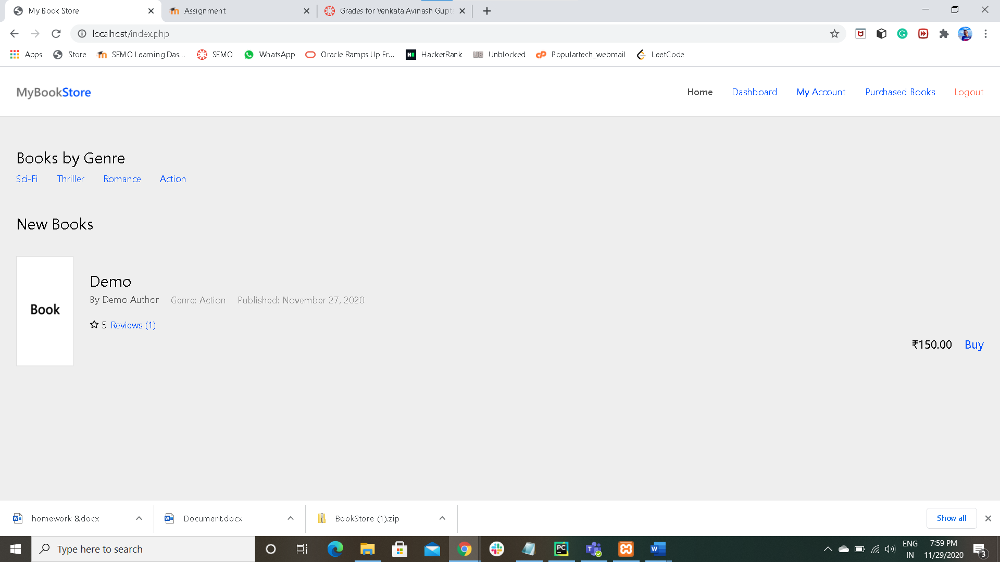 My Book Store
Assignment
Grades for Venkata Avinash Gupt
localhost/index.php
Apps
Store
SEMO Learning Das...
SEMO
WhatsApp
Oracle Ramps Up Fr...
HackerRank
Unblocked
Populartech_webmail
LeetCode
MyBookStore
Home
Dashboard
My Account
Purchased Books
Logout
Books by Genre
Sci-Fi
Thriller
Romance
Action
New Books
Book
Demo
By Demo Author
Genre: Action
Published: November 27, 2020
5 Reviews (1)
₹150.00
Buy
homework 8.docx
Document.docx
BookStore (1).zip
Show all
Type here to search
ENG
IN
7:59 PM
11/29/2020
3